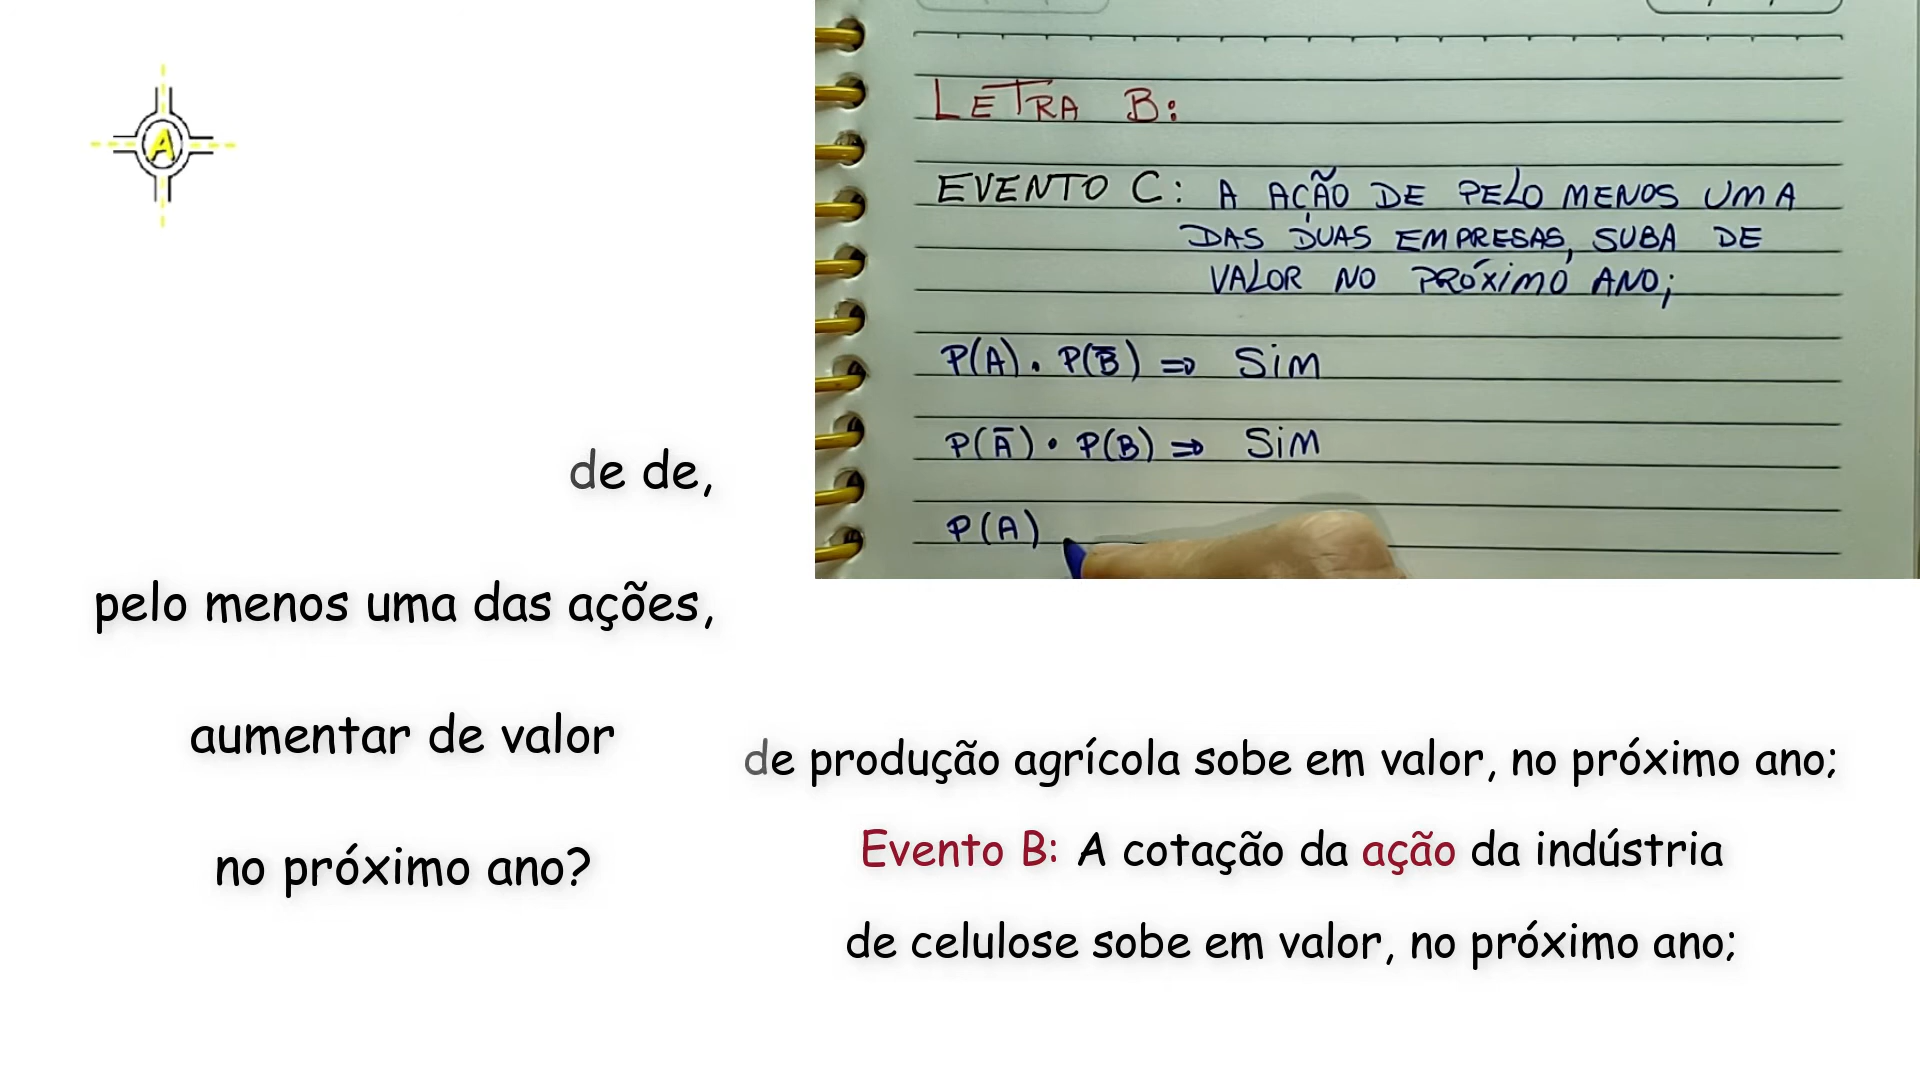 A
de de,
pelo menos uma das ações,
aumentar de valor
no próximo ano?
LETRA B:
EVENTO C: A AÇÃO DE PELO MENOS UMA
DAS DUAS EMPRESAS, SUBA DE
VALOR NO PRÓXIMO ANO;
P(A) . P(B̅) ⇒ Sim
P(A̅) • P(B) ⇒ Sim
P(A)
de produção agrícola sobe em valor, no próximo ano;
Evento B: A cotação da ação da indústria
de celulose sobe em valor, no próximo ano;